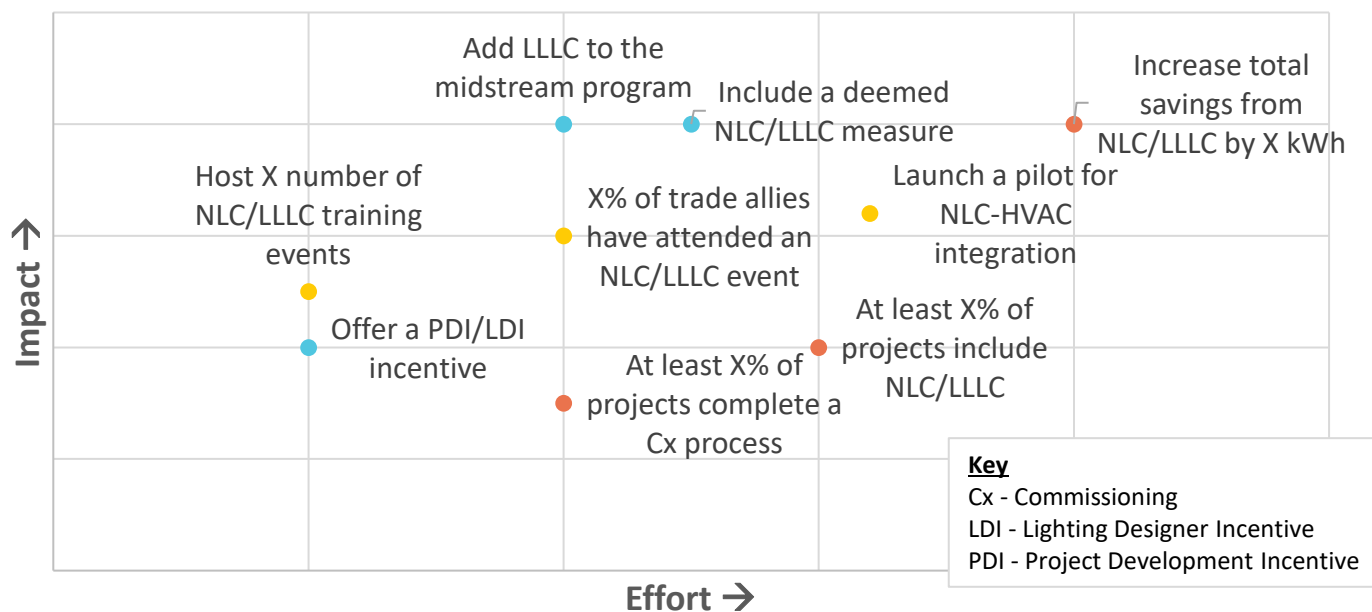 Add LLLC to the
midstream program
Include a deemed
NLC/LLLC measure
Increase total
savings from
NLC/LLLC by X kWh
Host X number of
NLC/LLLC training
events
X% of trade allies
have attended an
NLC/LLLC event
Launch a pilot for
NLC-HVAC
integration
Offer a PDI/LDI
incentive
At least X% of
projects complete a
Cx process
At least X% of
projects include
NLC/LLLC
Impact →
Effort →
Key
Cx - Commissioning
LDI - Lighting Designer Incentive
PDI - Project Development Incentive